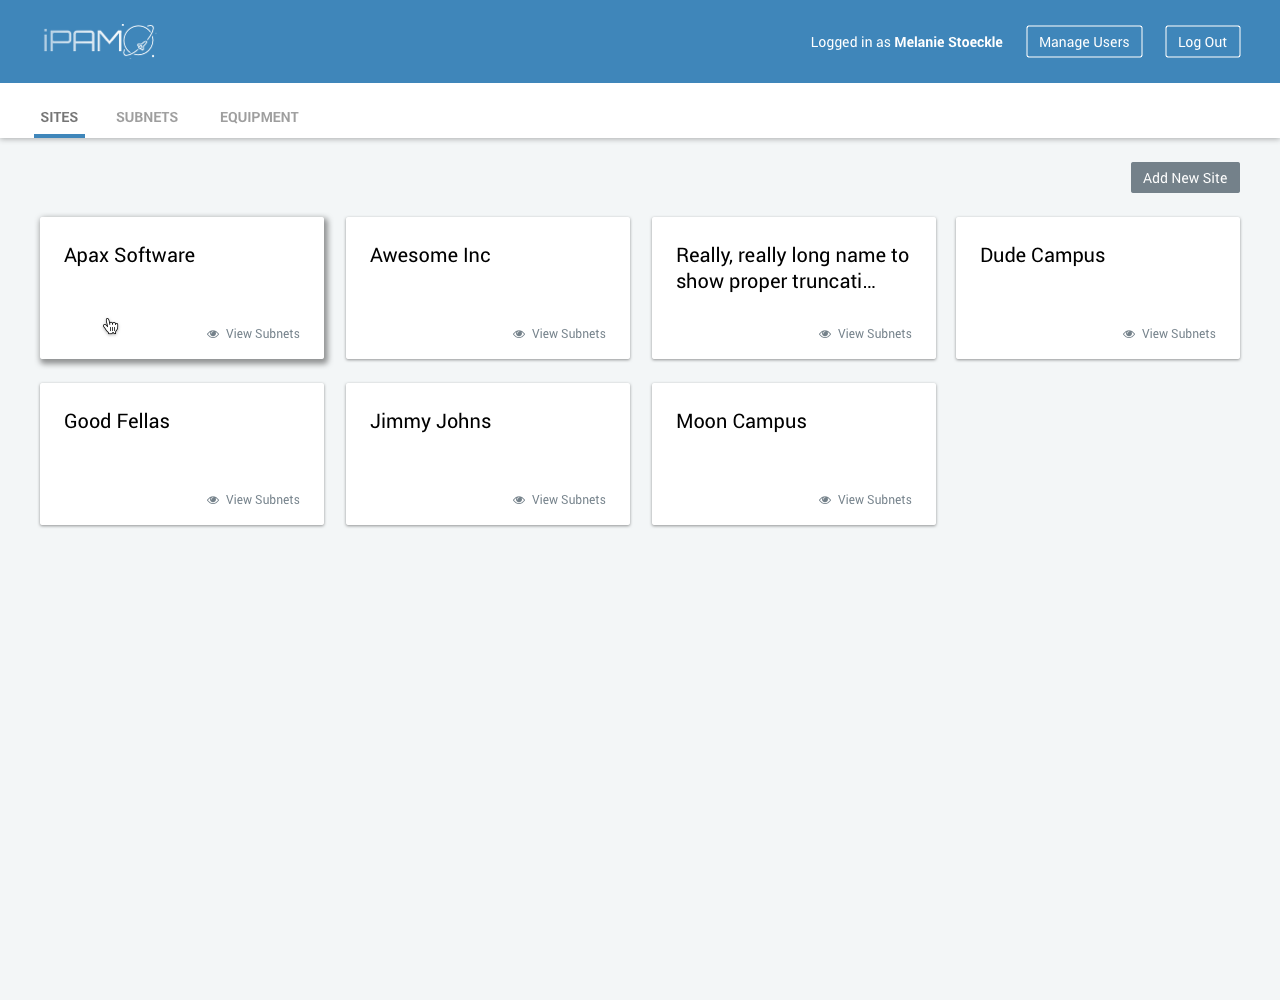 iPAM
Logged in as Melanie Stoeckle
Manage Users
Log Out
SITES
SUBNETS
EQUIPMENT
Add New Site
Apax Software
View Subnets
Awesome Inc
View Subnets
Really, really long name to
show proper truncati...
View Subnets
Dude Campus
View Subnets
Good Fellas
View Subnets
Jimmy Johns
View Subnets
Moon Campus
View Subnets